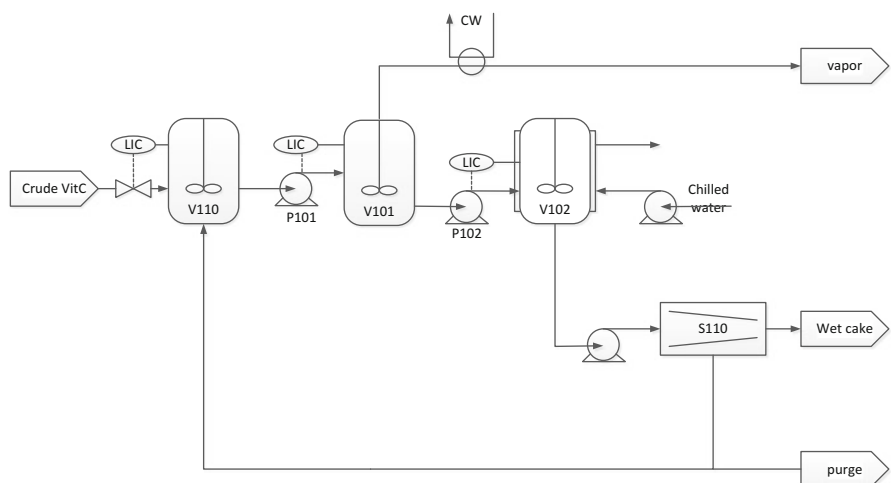 CW
vapor
LIC
LIC
LIC
Crude VitC
V110
P101
V101
P102
V102
Chilled
water
S110
Wet cake
purge